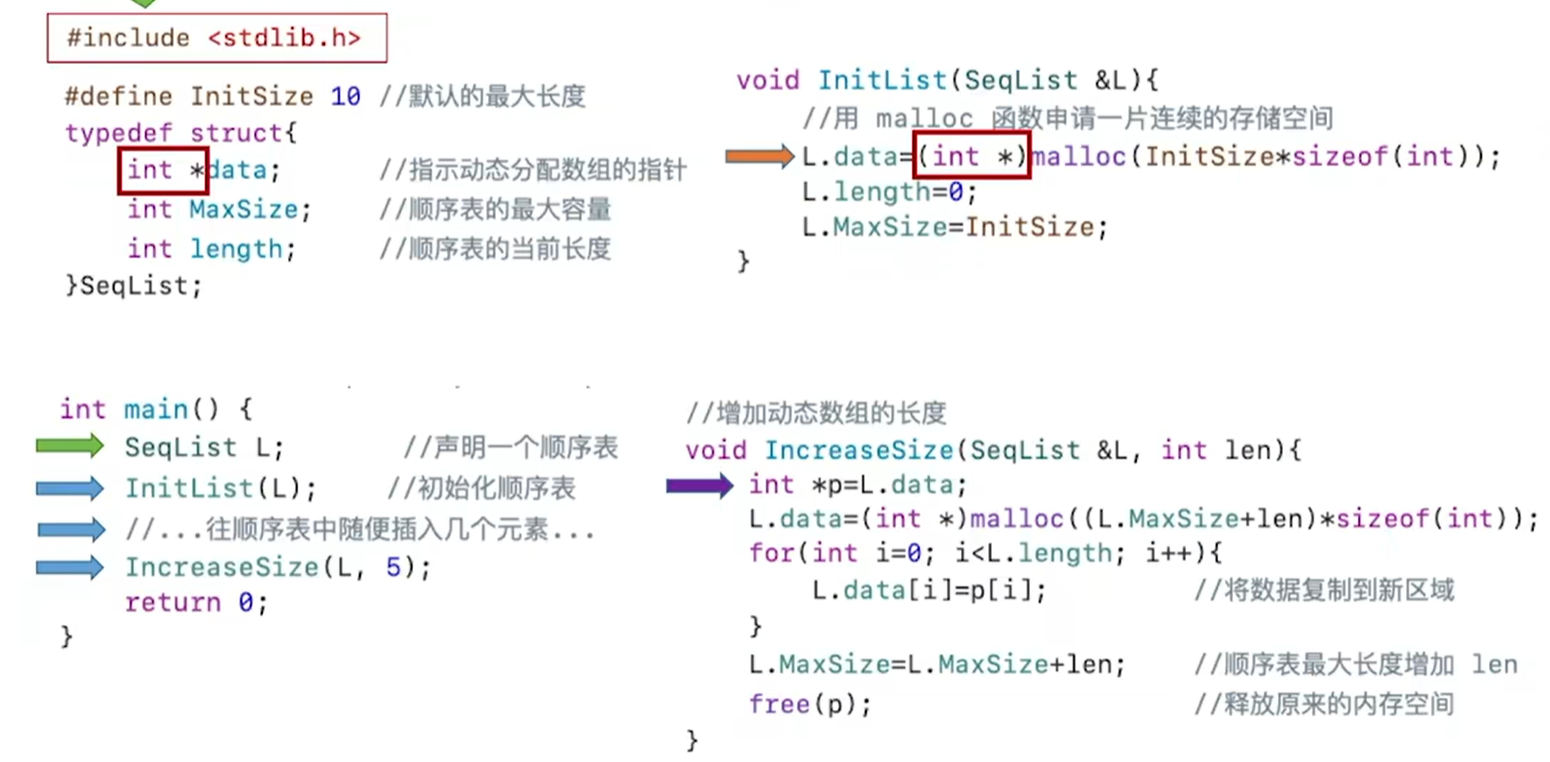 #include <stdlib.h>
#define InitSize 10 //默认的最大长度
typedef struct{
int *data; //指示动态分配数组的指针
int MaxSize; //顺序表的最大容量
int length; //顺序表的当前长度
}SeqList;
void InitList(SeqList &L){
//用 malloc 函数申请一片连续的存储空间
L.data=(int *)malloc(InitSize*sizeof(int));
L.length=0;
L.MaxSize=InitSize;
}
int main() {
SeqList L; //声明一个顺序表
InitList(L); //初始化顺序表
//...往顺序表中随便插入几个元素...
IncreaseSize(L, 5);
return 0;
}
//增加动态数组的长度
void IncreaseSize(SeqList &L, int len){
int *p=L.data;
L.data=(int *)malloc((L.MaxSize+len)*sizeof(int));
for(int i=0; i<L.length; i++){
L.data[i]=p[i]; //将数据复制到新区域
}
L.MaxSize=L.MaxSize+len; //顺序表最大长度增加 len
free(p); //释放原来的内存空间
}